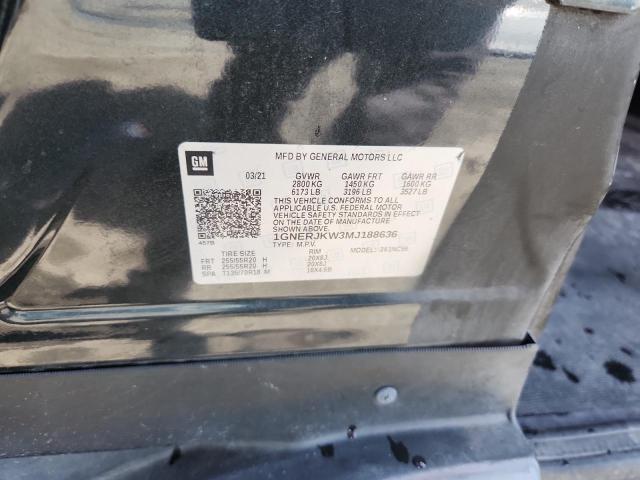 MFD BY GENERAL MOTORS LLC
GM
03/21 GVWR GAWR FRT GAWR RR
2800 KG 1450 KG 1600 KG
6173 LB 3196 LB 3527 LB
THIS VEHICLE CONFORMS TO ALL
APPLICABLE U.S. FEDERAL MOTOR
VEHICLE SAFETY STANDARDS IN EFFECT ON
THE DATE OF MANUFACTURE SHOWN ABOVE.
1GNERJKW3MJ188636
TYPE: M.P.V. MODEL:
457B
TIRE SIZE RIM
FRT 255/55R20 H 20X8J
RR 255/55R20 H 20X8J
SPA T135/70R18 M 18X4.5B